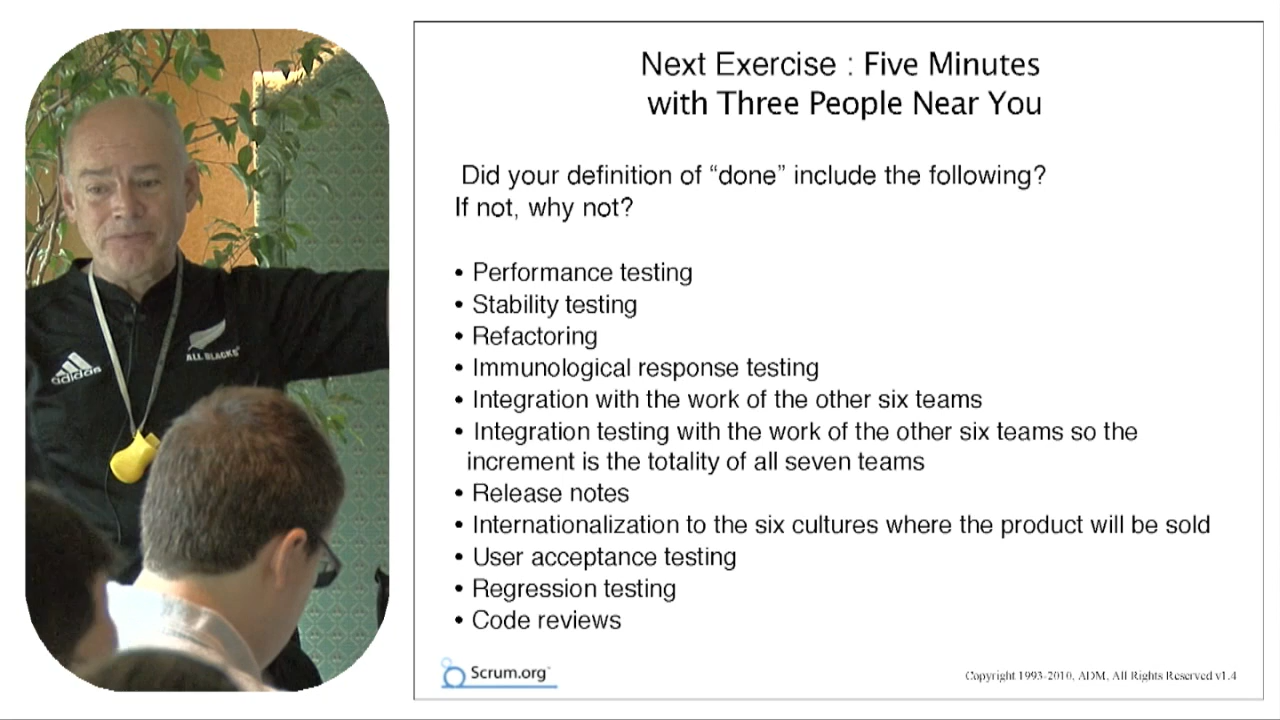 Next Exercise : Five Minutes
with Three People Near You
Did your definition of “done” include the following?
If not, why not?
• Performance testing
• Stability testing
• Refactoring
• Immunological response testing
• Integration with the work of the other six teams
• Integration testing with the work of the other six teams so the
increment is the totality of all seven teams
• Release notes
• Internationalization to the six cultures where the product will be sold
• User acceptance testing
• Regression testing
• Code reviews
Scrum.org
Copyright 1993-2010, ADM, All Rights Reserved v1.4
adidas
ALL BLACKS